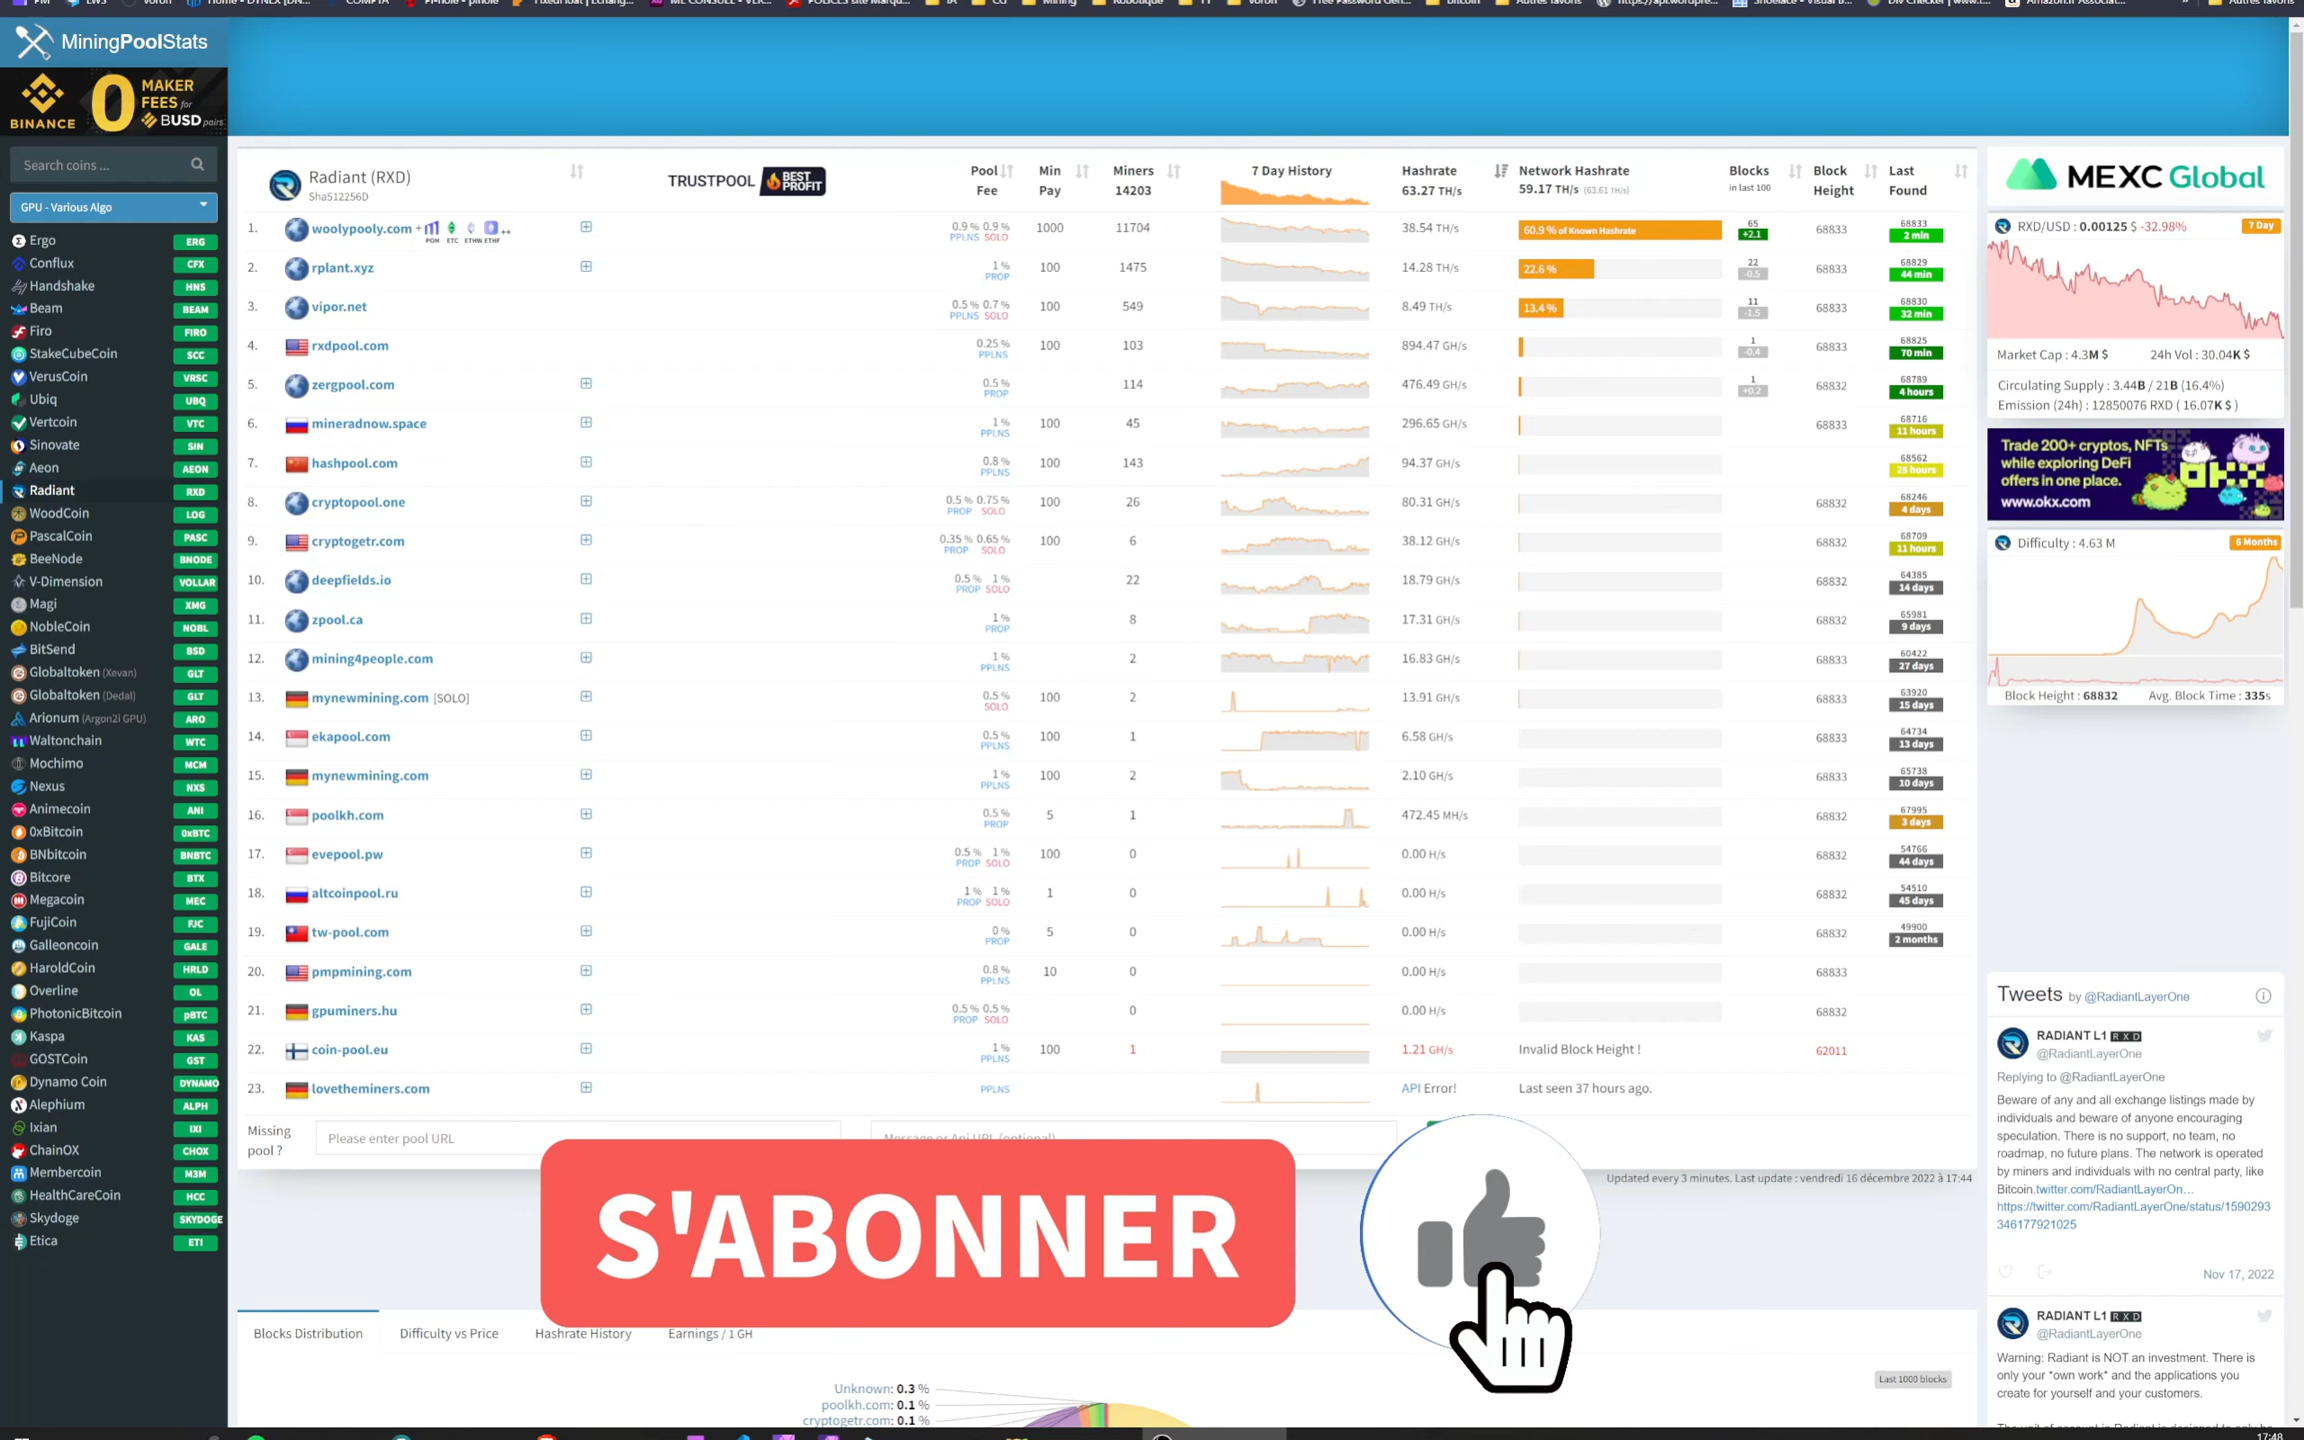 MiningPoolStats
BINANCE 0 MAKER FEES for BUSD pairs
Search coins ...
GPU - Various Algo
Ergo ERG
Conflux CFX
Handshake HNS
Beam BEAM
Firo FIRO
StakeCubeCoin SCC
VerusCoin VRSC
Ubiq UBQ
Vertcoin VTC
Sinovate SIN
Aeon AEON
Radiant RXD
WoodCoin LOG
PascalCoin PASC
BeeNode BNODE
V-Dimension VOLLAR
Magi XMG
NobleCoin NOBL
BitSend BSD
Globaltoken (Xevan) GLT
Globaltoken (Dedal) GLT
Arionum (Argon2i GPU) ARO
Waltonchain WTC
Mochimo MCM
Nexus NXS
Animecoin ANI
0xBitcoin 0xBTC
BNbitcoin BNBTC
Bitcore BTX
Megacoin MEC
FujiCoin FJC
Galleoncoin GALE
HaroldCoin HRLD
Overline OL
PhotonicBitcoin pBTC
Kaspa KAS
GOSTCoin GST
Dynamo Coin DYNAMO
Alephium ALPH
Ixian IXI
ChainOX CHOX
Membercoin M3M
HealthCareCoin HCC
Skydoge SKYDOGE
Etica ETI
Radiant (RXD)
Sha512256D
TRUSTPOOL BEST PROFIT
Pool Fee
Min Pay
Miners 14203
7 Day History
Hashrate 63.27 TH/s
Network Hashrate
59.17 TH/s (63.61 TH/s)
Blocks in last 100
Block Height
Last Found
1. woolypooly.com + POM ETC ETHW ETHF ++ 0.9 % 0.9 % PPLNS SOLO 1000 11704 38.54 TH/s 60.9 % of Known Hashrate 65 +2.1 68833 68833 2 min
2. rplant.xyz 1 % PROP 100 1475 14.28 TH/s 22.6 % 22 -0.5 68833 68829 44 min
3. vipor.net 0.5 % 0.7 % PPLNS SOLO 100 549 8.49 TH/s 13.4 % 11 -1.5 68833 68830 32 min
4. rxdpool.com 0.25 % PPLNS 100 103 894.47 GH/s 1 -0.4 68833 68825 70 min
5. zergpool.com 0.5 % PROP 114 476.49 GH/s 1 +0.2 68832 68789 4 hours
6. mineradnow.space 1 % PPLNS 100 45 296.65 GH/s 68833 68716 11 hours
7. hashpool.com 0.8 % PPLNS 100 143 94.37 GH/s 68562 25 hours
8. cryptopool.one 0.5 % 0.75 % PROP SOLO 100 26 80.31 GH/s 68832 68246 4 days
9. cryptogetr.com 0.35 % 0.65 % PROP SOLO 100 6 38.12 GH/s 68832 68709 11 hours
10. deepfields.io 0.5 % 1 % PROP SOLO 22 18.79 GH/s 68832 64385 14 days
11. zpool.ca 1 % PROP 8 17.31 GH/s 68832 65981 9 days
12. mining4people.com 1 % PPLNS 2 16.83 GH/s 68833 60422 27 days
13. mynewmining.com [SOLO] 0.5 % SOLO 100 2 13.91 GH/s 68833 63920 15 days
14. ekapool.com 0.5 % PPLNS 100 1 6.58 GH/s 68833 64734 13 days
15. mynewmining.com 1 % PPLNS 100 2 2.10 GH/s 68833 65738 10 days
16. poolkh.com 0.5 % PROP 5 1 472.45 MH/s 68832 67995 3 days
17. evepool.pw 0.5 % 1 % PROP SOLO 100 0 0.00 H/s 68832 54766 44 days
18. altcoinpool.ru 1 % 1 % PROP SOLO 1 0 0.00 H/s 68832 54510 45 days
19. tw-pool.com 0 % PROP 5 0 0.00 H/s 68832 49900 2 months
20. pmpmining.com 0.8 % PPLNS 10 0 0.00 H/s 68833
21. gpuminers.hu 0.5 % 0.5 % PROP SOLO 0 0.00 H/s 68832
22. coin-pool.eu 1 % PPLNS 100 1 1.21 GH/s Invalid Block Height ! 62011
23. lovetheminers.com PPLNS API Error! Last seen 37 hours ago.
Missing pool ? Please enter pool URL Message or Api URL (optional)
Updated every 3 minutes. Last update : vendredi 16 décembre 2022 à 17:44
S'ABONNER
Blocks Distribution Difficulty vs Price Hashrate History Earnings / 1 GH
Last 1000 blocks
Unknown: 0.3 %
poolkh.com: 0.1 %
cryptogetr.com: 0.1 %
MEXC Global
RXD/USD : 0.00125 $ -32.98% 7 Day
Market Cap : 4.3M $ 24h Vol : 30.04K $
Circulating Supply : 3.44B / 21B (16.4%)
Emission (24h) : 12850076 RXD ( 16.07K $ )
Trade 200+ cryptos, NFTs
while exploring DeFi
offers in one place.
www.okx.com
OKX
Difficulty : 4.63 M 6 Months
Block Height : 68832 Avg. Block Time : 335s
Tweets by @RadiantLayerOne
RADIANT L1 RXD
@RadiantLayerOne
Replying to @RadiantLayerOne
Beware of any and all exchange listings made by
individuals and beware of anyone encouraging
speculation. There is no support, no team, no
roadmap, no future plans. The network is operated
by miners and individuals with no central party, like
Bitcoin.twitter.com/RadiantLayerOn…
https://twitter.com/RadiantLayerOne/status/1590293
346177921025
Nov 17, 2022
RADIANT L1 RXD
@RadiantLayerOne
Warning: Radiant is NOT an investment. There is
only your *own work* and the applications you
create for yourself and your customers.
17:48